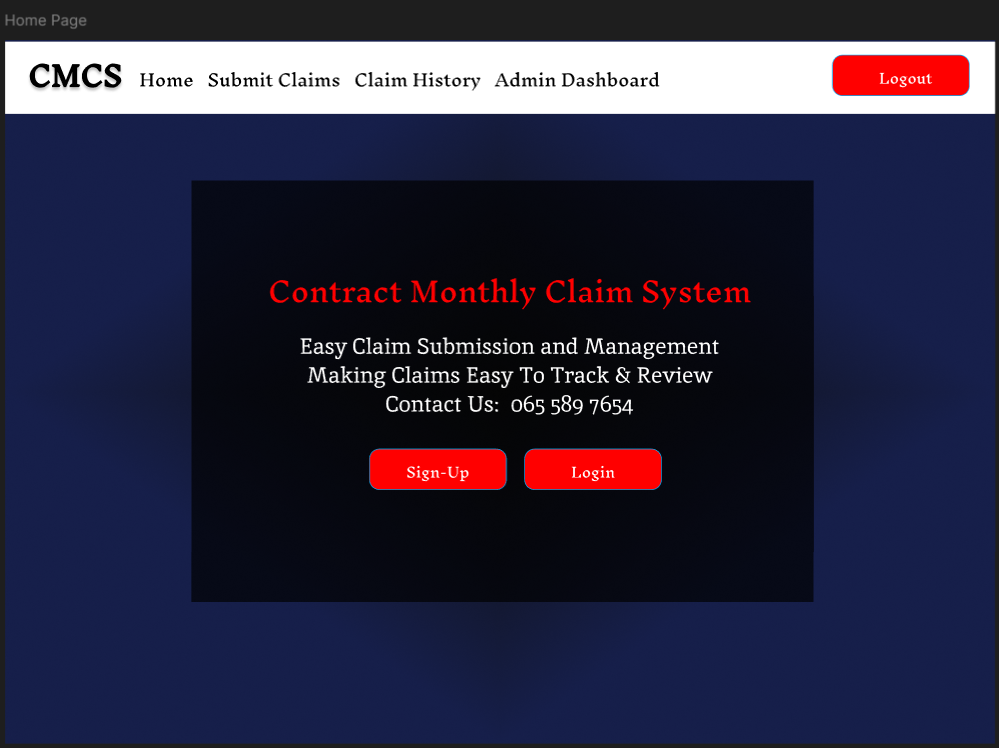 Home Page
CMCS Home Submit Claims Claim History Admin Dashboard Logout
Contract Monthly Claim System
Easy Claim Submission and Management
Making Claims Easy To Track & Review
Contact Us: 065 589 7654
Sign-Up Login